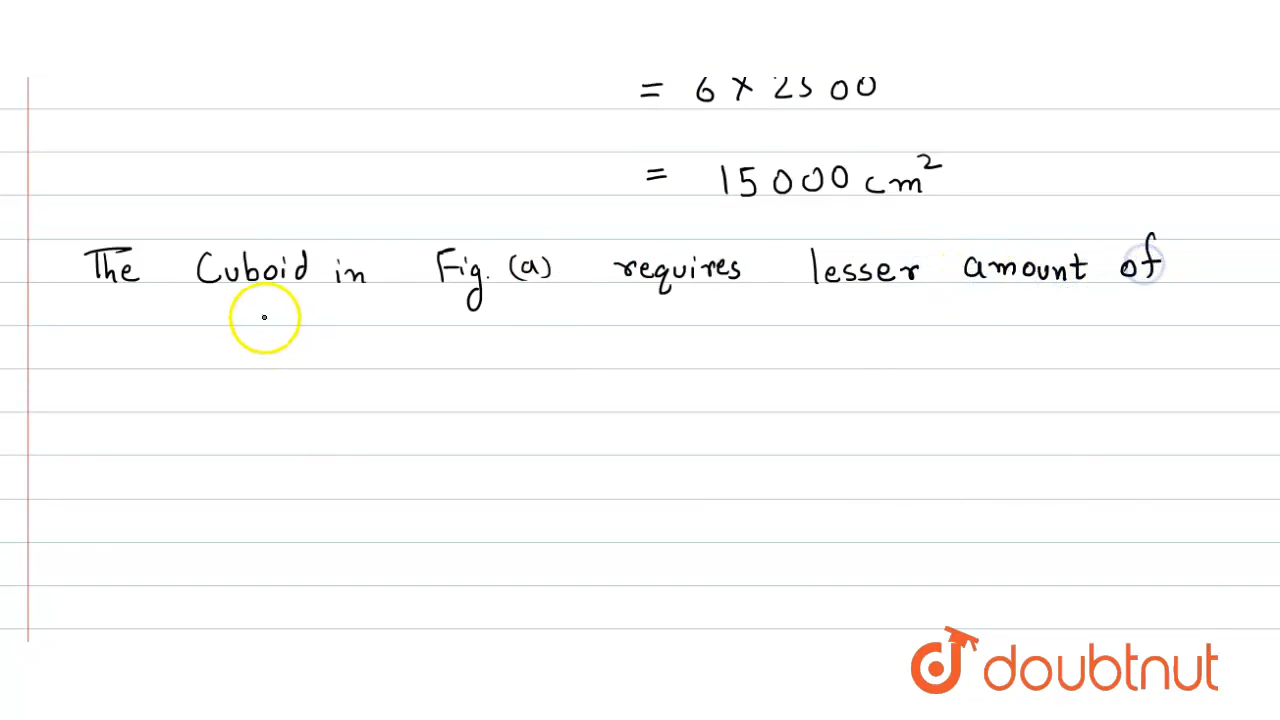 = 6 × 2500
= 15000 cm²
The Cuboid in Fig. (a) requires lesser amount of
doubtnut